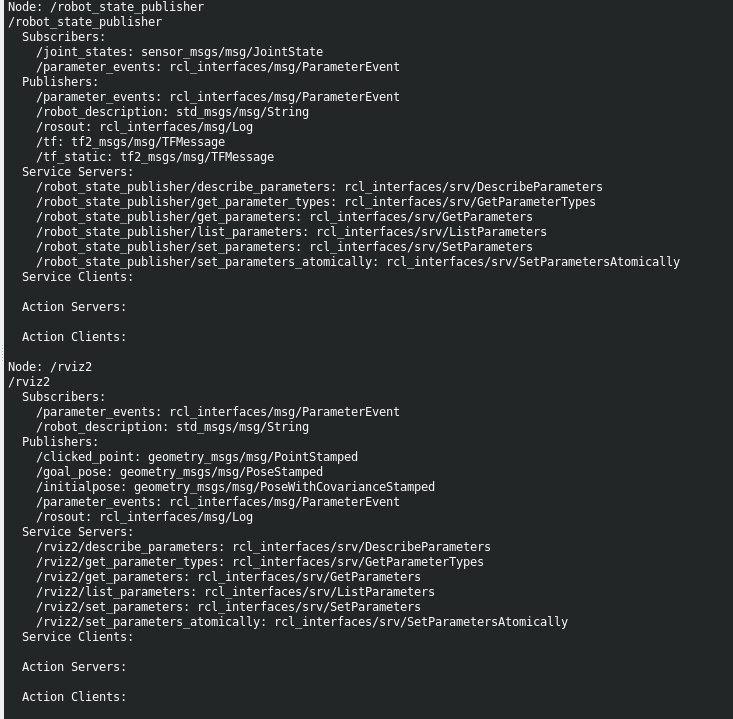 Node: /robot_state_publisher
/robot_state_publisher
  Subscribers:
    /joint_states: sensor_msgs/msg/JointState
    /parameter_events: rcl_interfaces/msg/ParameterEvent
  Publishers:
    /parameter_events: rcl_interfaces/msg/ParameterEvent
    /robot_description: std_msgs/msg/String
    /rosout: rcl_interfaces/msg/Log
    /tf: tf2_msgs/msg/TFMessage
    /tf_static: tf2_msgs/msg/TFMessage
  Service Servers:
    /robot_state_publisher/describe_parameters: rcl_interfaces/srv/DescribeParameters
    /robot_state_publisher/get_parameter_types: rcl_interfaces/srv/GetParameterTypes
    /robot_state_publisher/get_parameters: rcl_interfaces/srv/GetParameters
    /robot_state_publisher/list_parameters: rcl_interfaces/srv/ListParameters
    /robot_state_publisher/set_parameters: rcl_interfaces/srv/SetParameters
    /robot_state_publisher/set_parameters_atomically: rcl_interfaces/srv/SetParametersAtomically
  Service Clients:

  Action Servers:

  Action Clients:

Node: /rviz2
/rviz2
  Subscribers:
    /parameter_events: rcl_interfaces/msg/ParameterEvent
    /robot_description: std_msgs/msg/String
  Publishers:
    /clicked_point: geometry_msgs/msg/PointStamped
    /goal_pose: geometry_msgs/msg/PoseStamped
    /initialpose: geometry_msgs/msg/PoseWithCovarianceStamped
    /parameter_events: rcl_interfaces/msg/ParameterEvent
    /rosout: rcl_interfaces/msg/Log
  Service Servers:
    /rviz2/describe_parameters: rcl_interfaces/srv/DescribeParameters
    /rviz2/get_parameter_types: rcl_interfaces/srv/GetParameterTypes
    /rviz2/get_parameters: rcl_interfaces/srv/GetParameters
    /rviz2/list_parameters: rcl_interfaces/srv/ListParameters
    /rviz2/set_parameters: rcl_interfaces/srv/SetParameters
    /rviz2/set_parameters_atomically: rcl_interfaces/srv/SetParametersAtomically
  Service Clients:

  Action Servers:

  Action Clients: